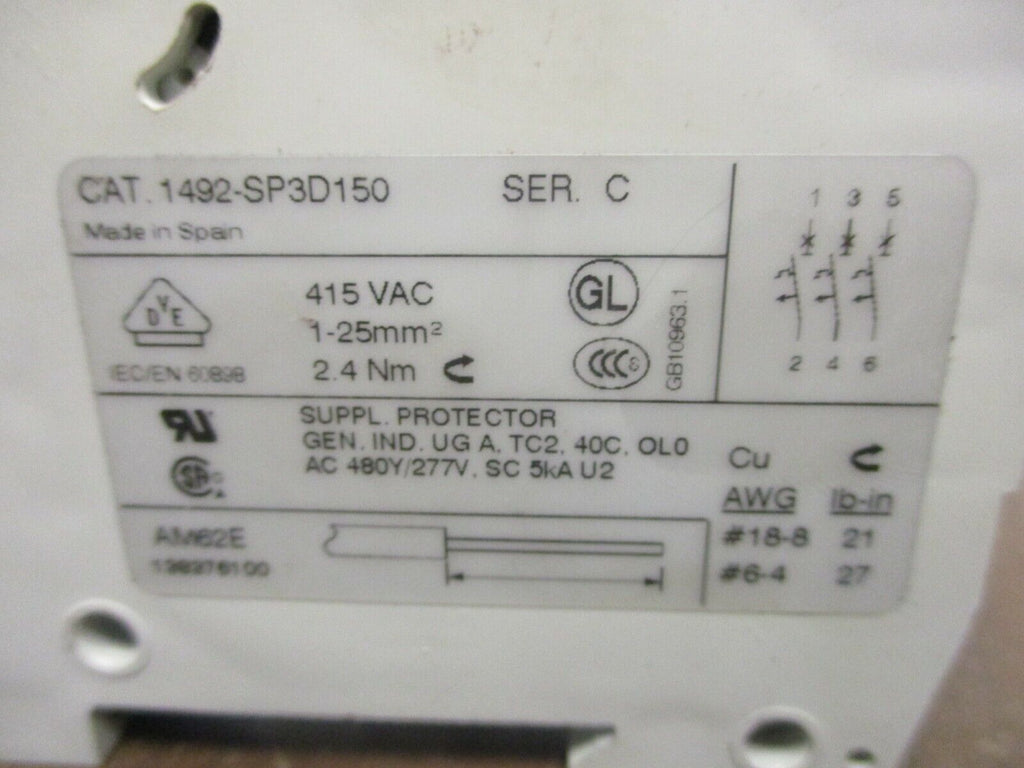 CAT. 1492-SP3D150 SER. C
Made in Spain
1 3 5
2 4 6
DVE
IEC/EN 60898
415 VAC
1-25mm²
2.4 Nm
GL
CCC
GB10963.1
SUPPL. PROTECTOR
GEN. IND. UG A, TC2, 40C, OL0
AC 480Y/277V, SC 5kA U2
Cu
AWG lb-in
#18-8 21
#6-4 27